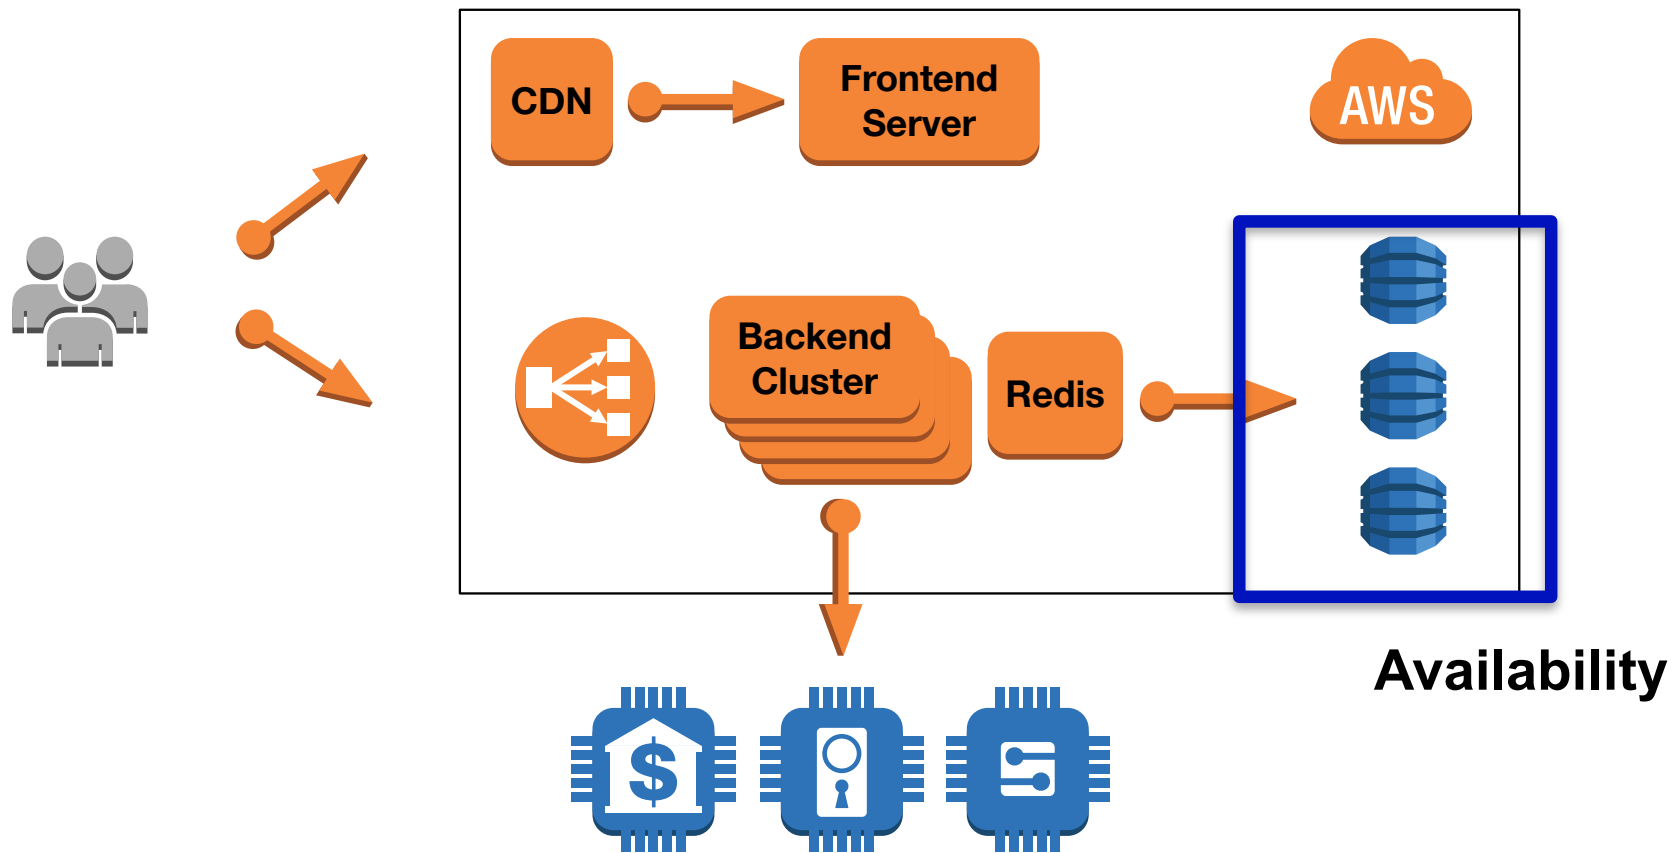 CDN
Frontend
Server
AWS
Backend
Cluster
Redis
Availability
$